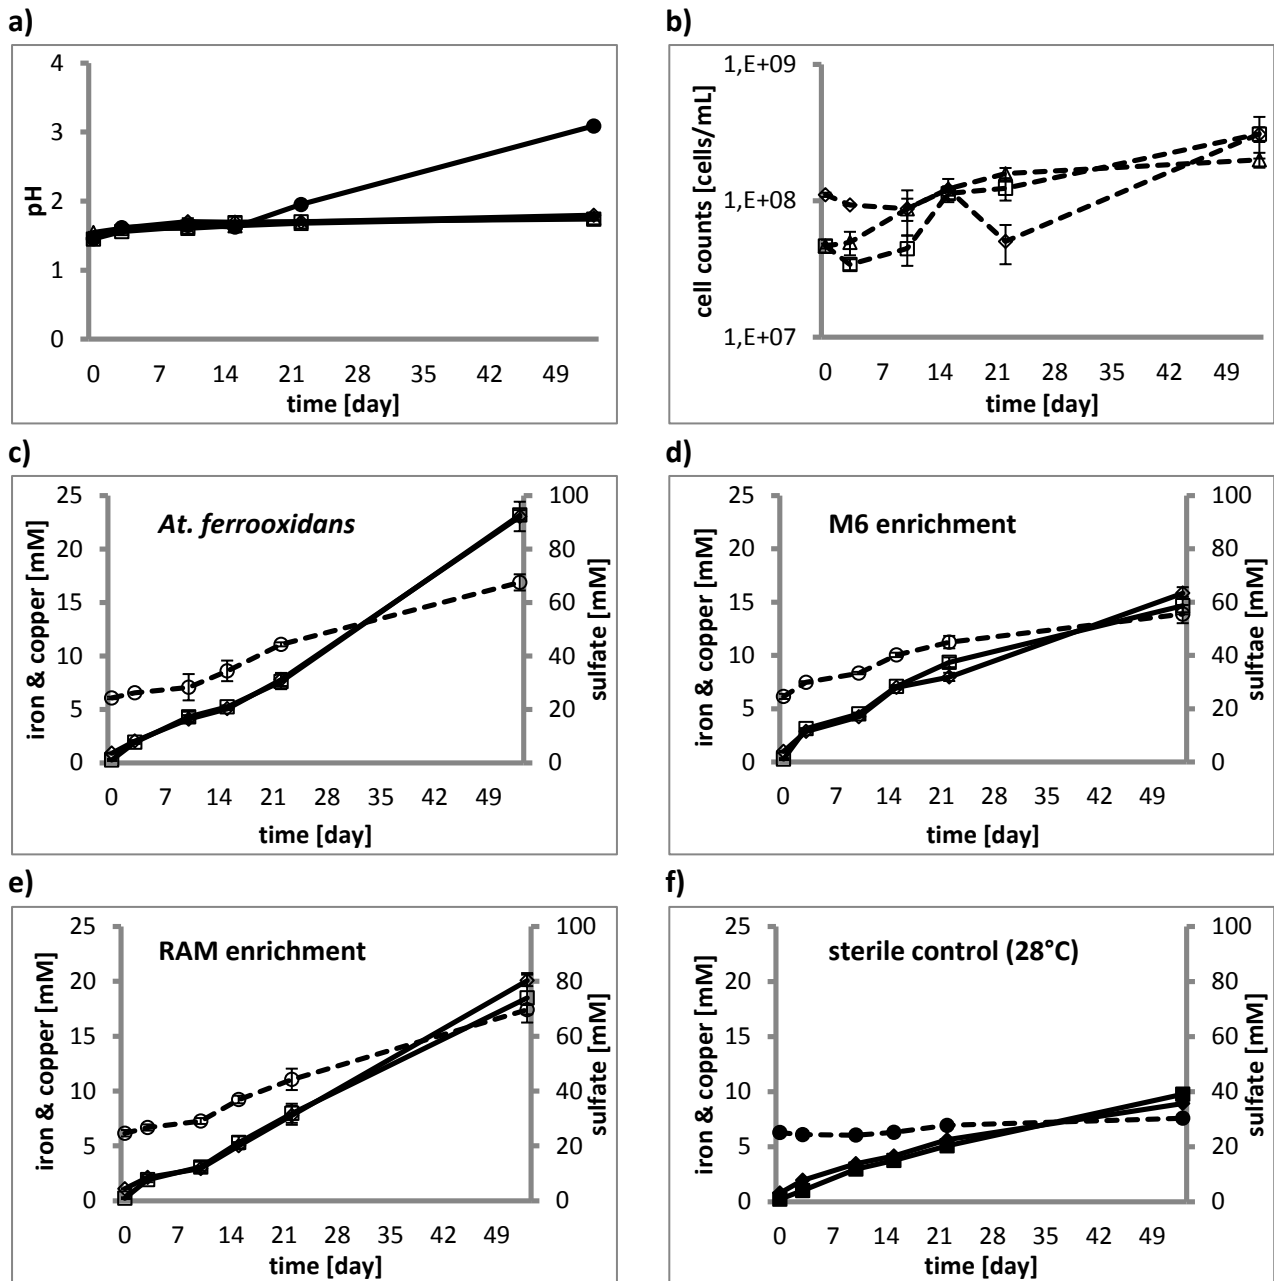 a)
4
3
2
1
0
pH
0 7 14 21 28 35 42 49
time [day]
b)
1,E+09
1,E+08
1,E+07
cell counts [cells/mL]
0 7 14 21 28 35 42 49
time [day]
c)
At. ferrooxidans
25
20
15
10
5
0
iron & copper [mM]
100
80
60
40
20
0
sulfate [mM]
0 7 14 21 28 35 42 49
time [day]
d)
M6 enrichment
25
20
15
10
5
0
iron & copper [mM]
100
80
60
40
20
0
sulftae [mM]
0 7 14 21 28 35 42 49
time [day]
e)
RAM enrichment
25
20
15
10
5
0
iron & copper [mM]
100
80
60
40
20
0
sulfate [mM]
0 7 14 21 28 35 42 49
time [day]
f)
sterile control (28°C)
25
20
15
10
5
0
iron & copper [mM]
100
80
60
40
20
0
sulfate [mM]
0 7 14 21 28 35 42 49
time [day]